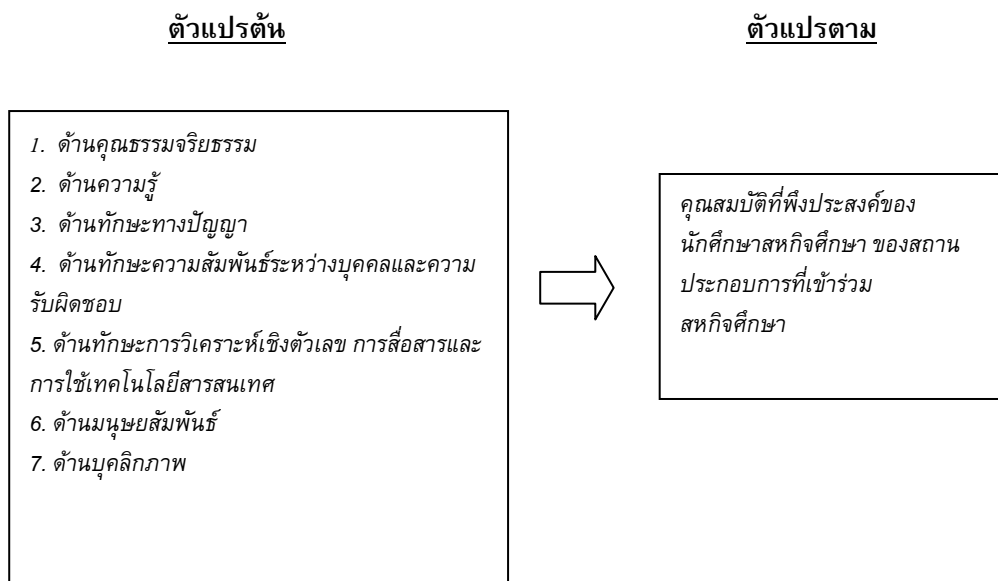 ตัวแปรต้น
ตัวแปรตาม
1. ด้านคุณธรรมจริยธรรม
2. ด้านความรู้
3. ด้านทักษะทางปัญญา
4. ด้านทักษะความสัมพันธ์ระหว่างบุคคลและความ
รับผิดชอบ
5. ด้านทักษะการวิเคราะห์เชิงตัวเลข การสื่อสารและ
การใช้เทคโนโลยีสารสนเทศ
6. ด้านมนุษยสัมพันธ์
7. ด้านบุคลิกภาพ
คุณสมบัติที่พึงประสงค์ของ
นักศึกษาสหกิจศึกษา ของสถาน
ประกอบการที่เข้าร่วม
สหกิจศึกษา